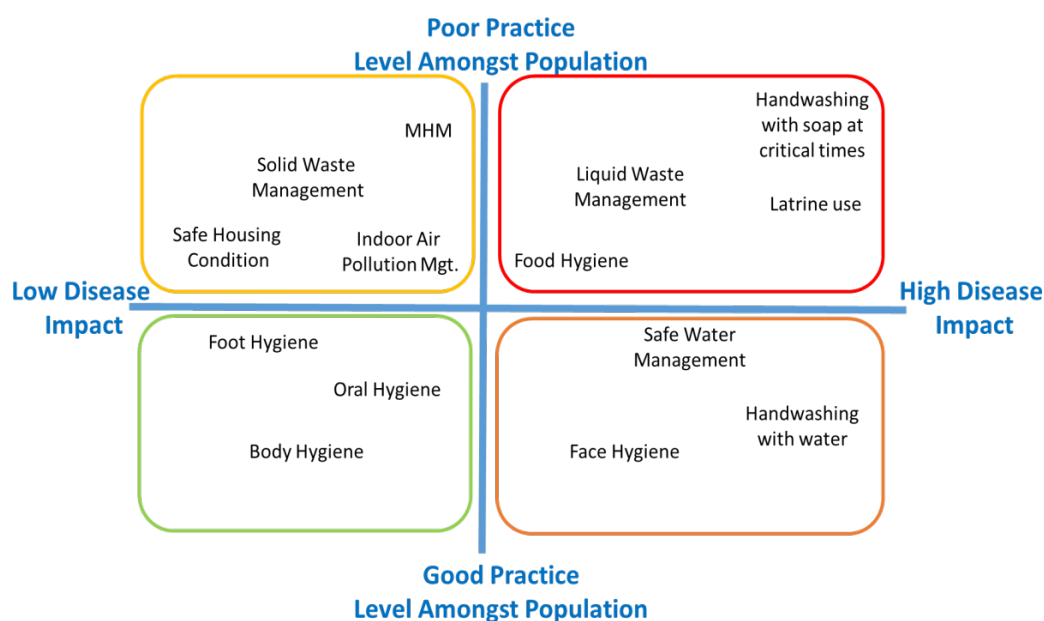 Poor Practice
Level Amongst Population
MHM
Solid Waste
Management
Safe Housing
Condition
Indoor Air
Pollution Mgt.
Handwashing
with soap at
critical times
Liquid Waste
Management
Latrine use
Food Hygiene
Low Disease
Impact
High Disease
Impact
Foot Hygiene
Oral Hygiene
Body Hygiene
Safe Water
Management
Handwashing
with water
Face Hygiene
Good Practice
Level Amongst Population